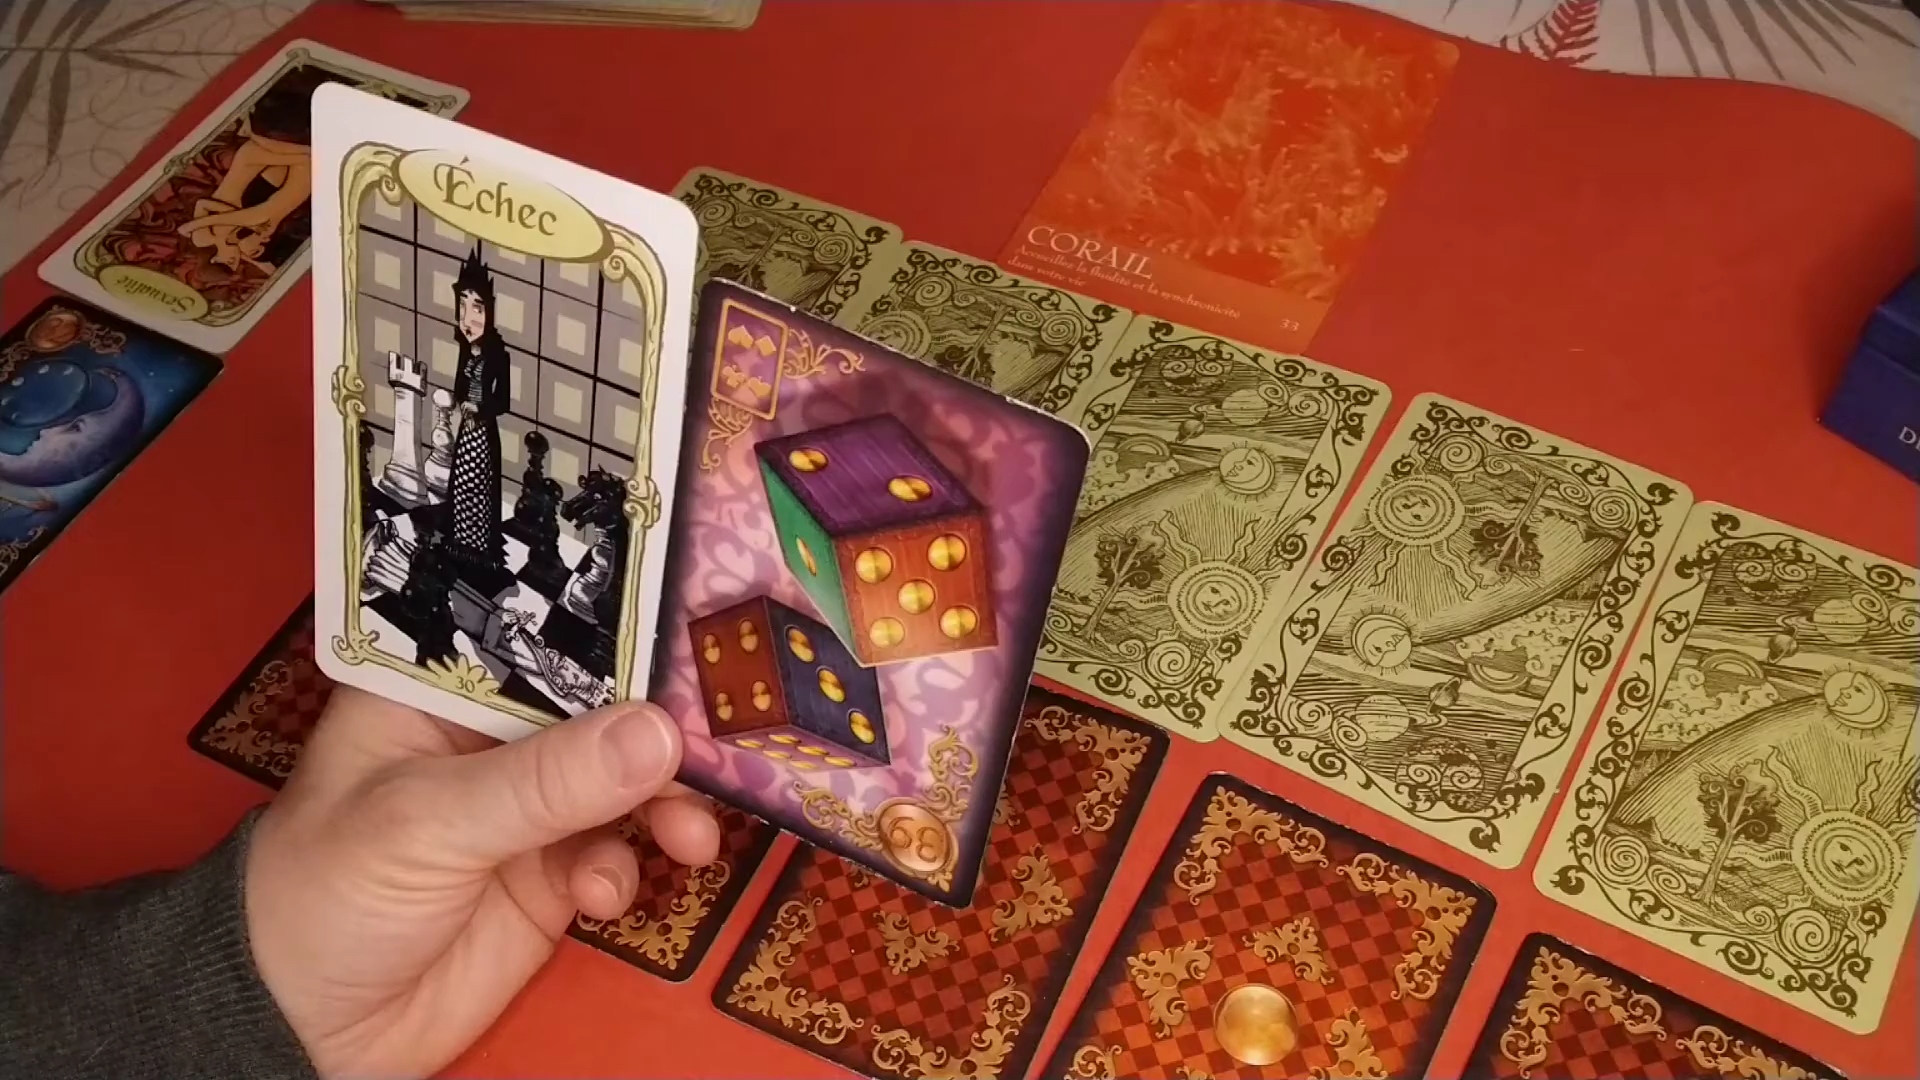 Échec
30
68
Sexualité
CORAIL
Accueillez la fluidité et la synchronicité
dans votre vie
33
D